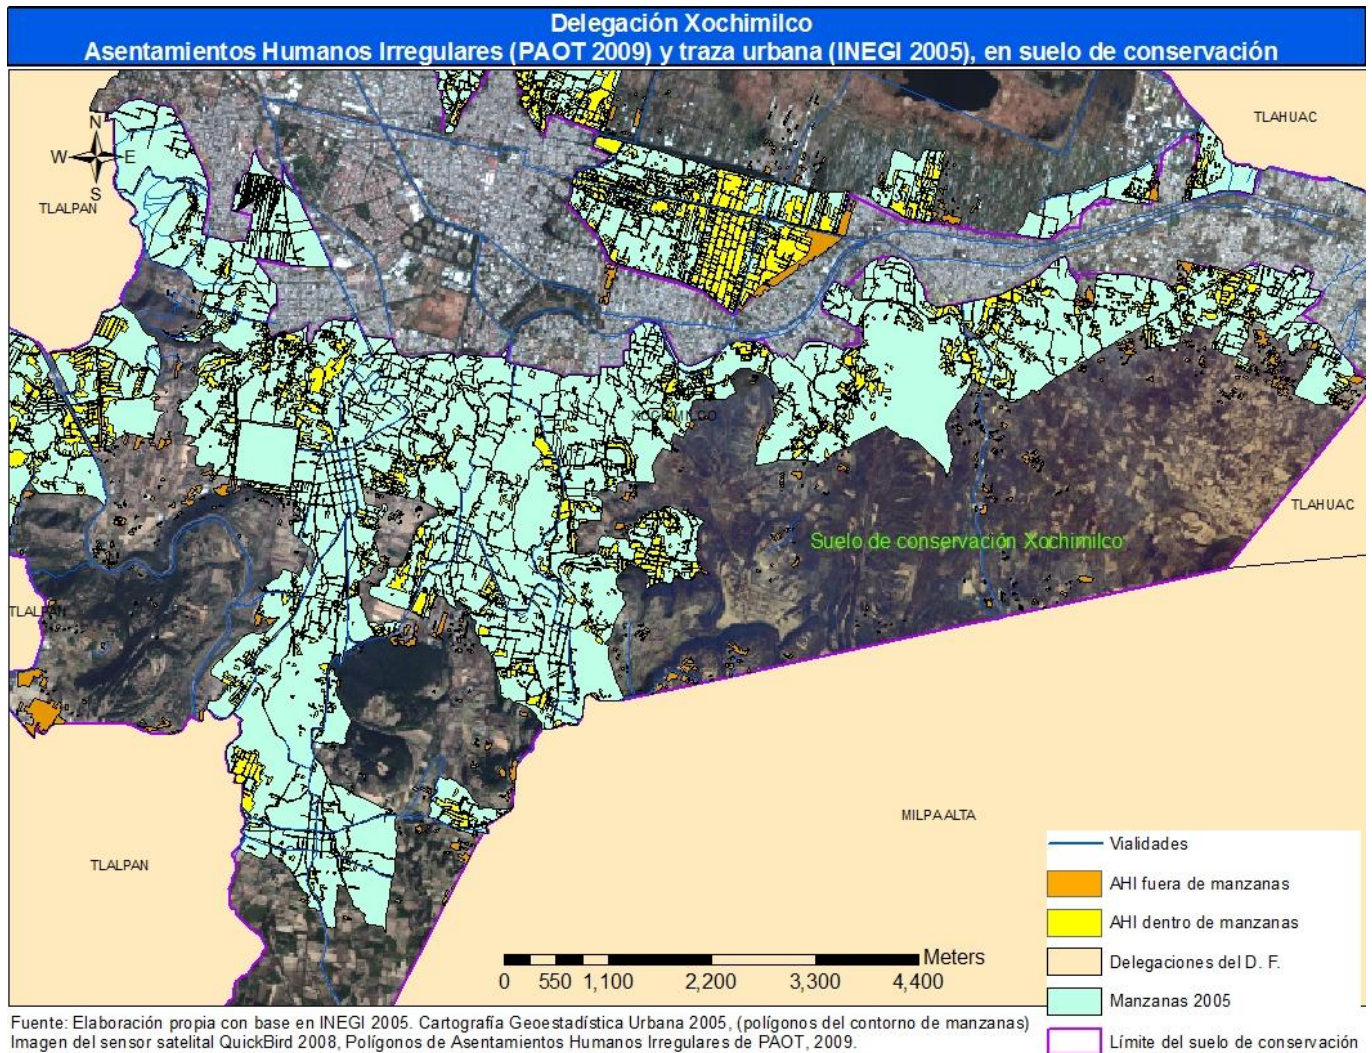 Delegación Xochimilco
Asentamientos Humanos Irregulares (PAOT 2009) y traza urbana (INEGI 2005), en suelo de conservación
TLAHUAC
N
W E
S
TLALPAN
XOCHIMILCO
TLAHUAC
Suelo de conservación Xochimilco
TLALPAN
MILPA ALTA
TLALPAN
Vialidades
AHI fuera de manzanas
AHI dentro de manzanas
Delegaciones del D. F.
Manzanas 2005
Límite del suelo de conservación
Meters
0 550 1,100 2,200 3,300 4,400
Fuente: Elaboración propia con base en INEGI 2005. Cartografía Geoestadística Urbana 2005, (polígonos del contorno de manzanas)
Imagen del sensor satelital QuickBird 2008, Polígonos de Asentamientos Humanos Irregulares de PAOT, 2009.